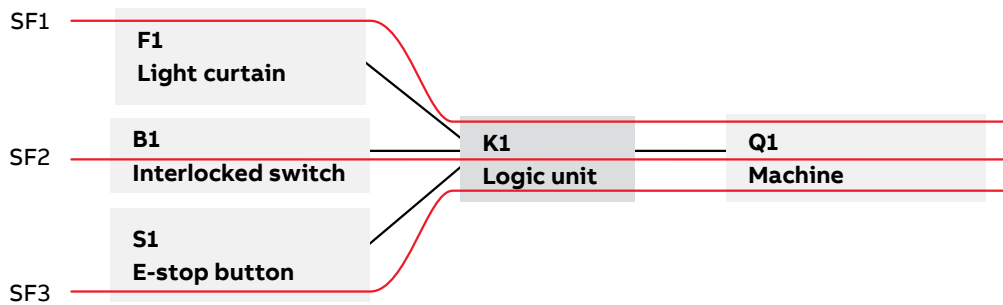 SF1
F1
Light curtain
SF2
B1
Interlocked switch
K1
Logic unit
Q1
Machine
S1
E-stop button
SF3